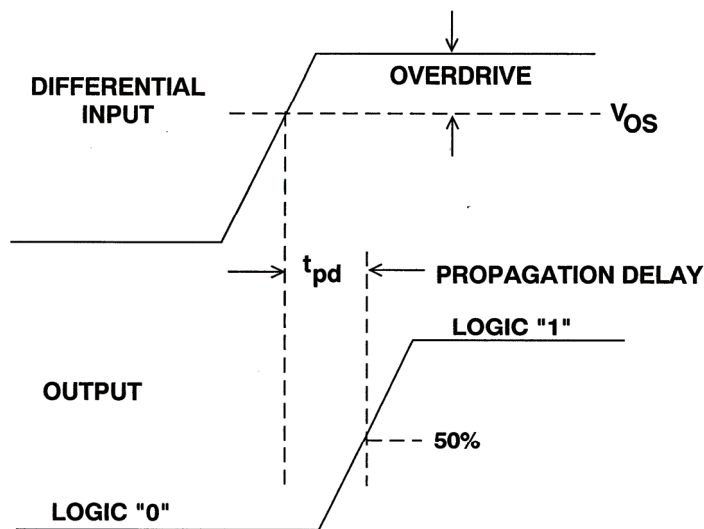 DIFFERENTIAL
INPUT
OVERDRIVE
VOS
tpd
PROPAGATION DELAY
LOGIC "1"
OUTPUT
50%
LOGIC "0"